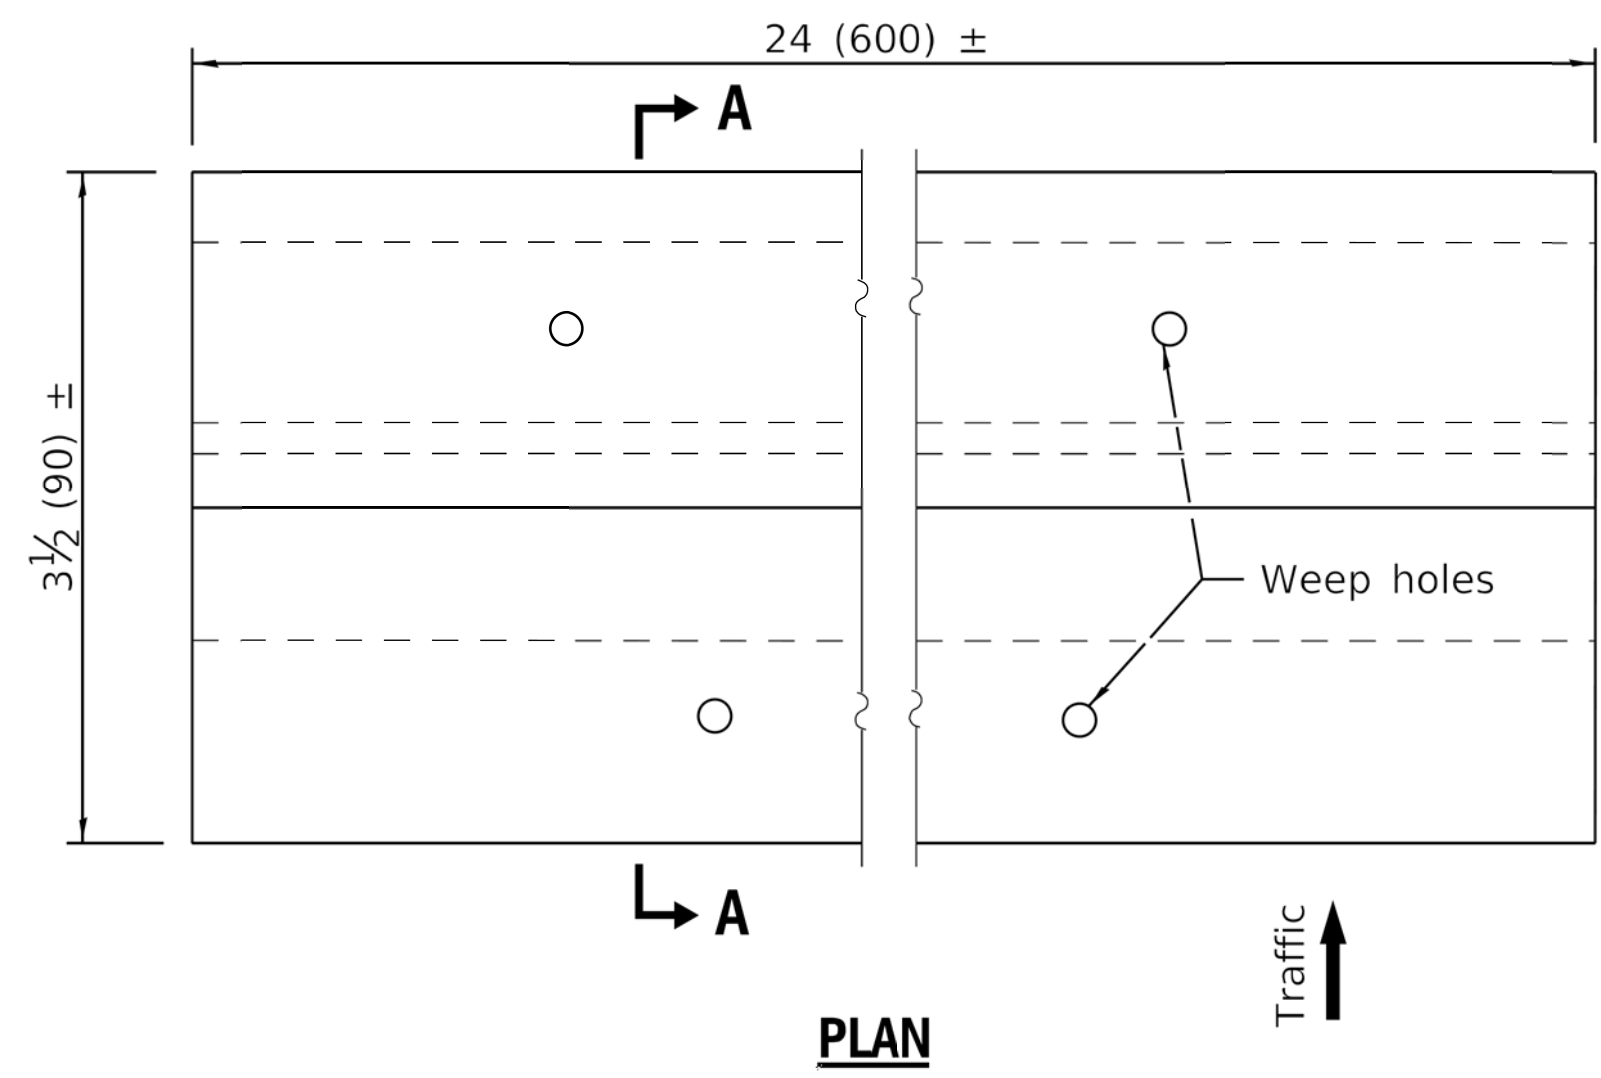 24 (600) ±
A
3½ (90) ±
Weep holes
A
Traffic
PLAN